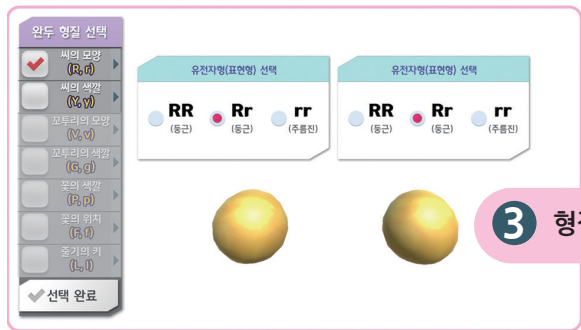 완두 형질 선택
씨의 모양
(R, r)
씨의 색깔
(Y, y)
꼬투리의 모양
(V, v)
꼬투리의 색깔
(G, g)
꽃의 색깔
(P, p)
꽃의 위치
(F, f)
줄기의 키
(L, l)
선택 완료
유전자형(표현형) 선택
RR Rr rr
(둥근) (둥근) (주름진)
유전자형(표현형) 선택
RR Rr rr
(둥근) (둥근) (주름진)
3